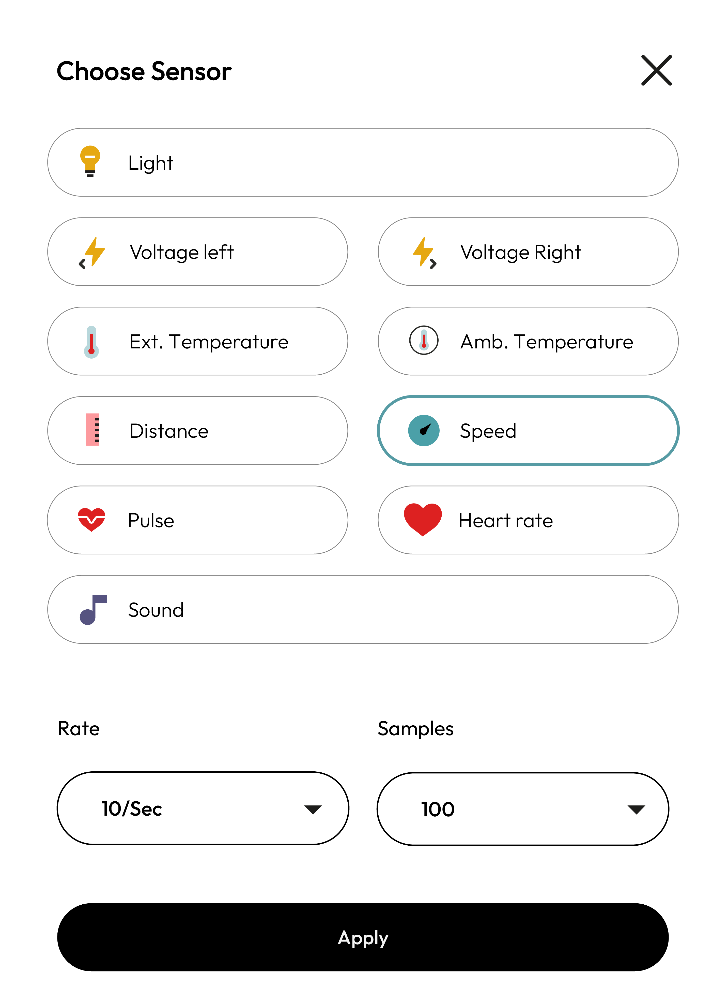 Choose Sensor
Light
Voltage left
Voltage Right
Ext. Temperature
Amb. Temperature
Distance
Speed
Pulse
Heart rate
Sound
Rate
Samples
10/Sec
100
Apply